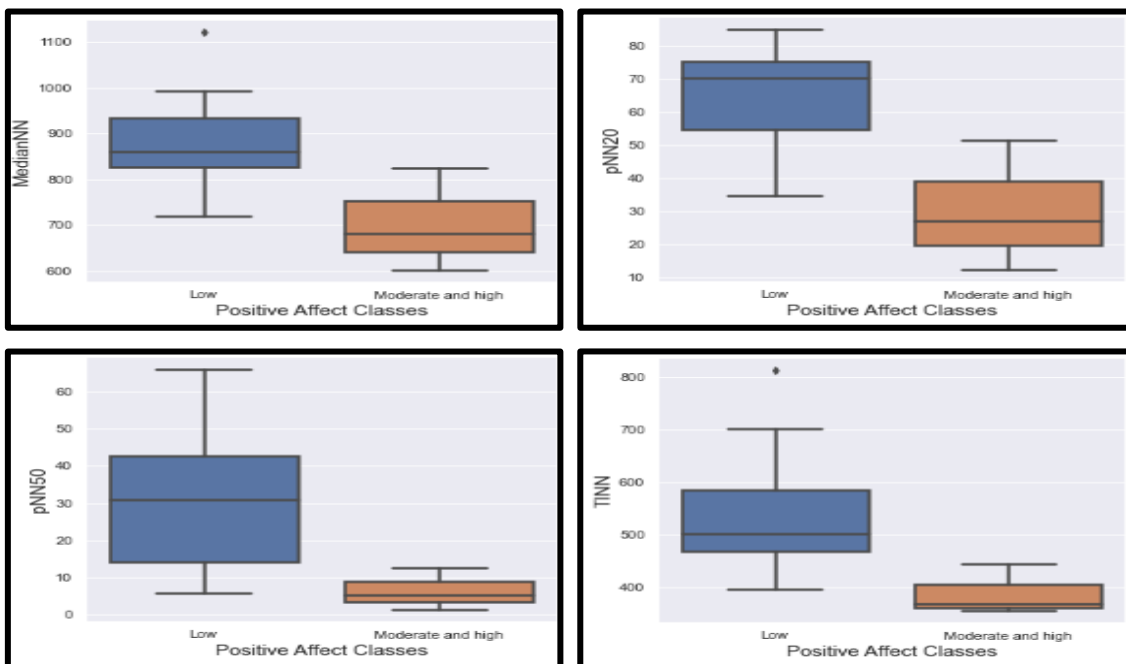 MedianNN
1100
1000
900
800
700
600
Low
Moderate and high
Positive Affect Classes
pNN20
80
70
60
50
40
30
20
10
Low
Moderate and high
Positive Affect Classes
pNN50
60
50
40
30
20
10
0
Low
Moderate and high
Positive Affect Classes
TINN
800
700
600
500
400
Low
Moderate and high
Positive Affect Classes